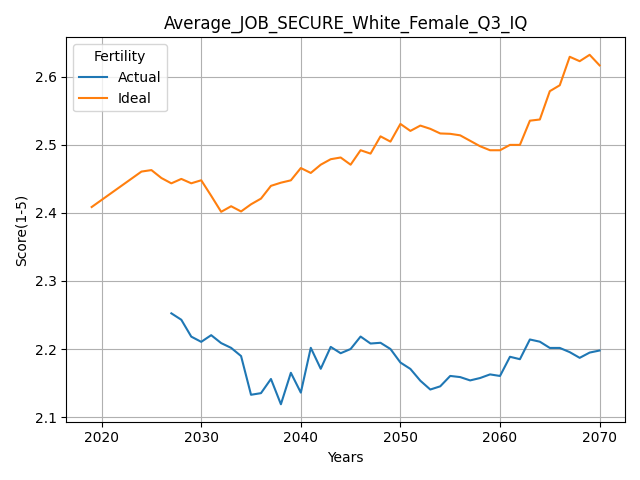 Average_JOB_SECURE_White_Female_Q3_IQ
Fertility
Actual
Ideal
Score(1-5)
2.6
2.5
2.4
2.3
2.2
2.1
2020 2030 2040 2050 2060 2070
Years